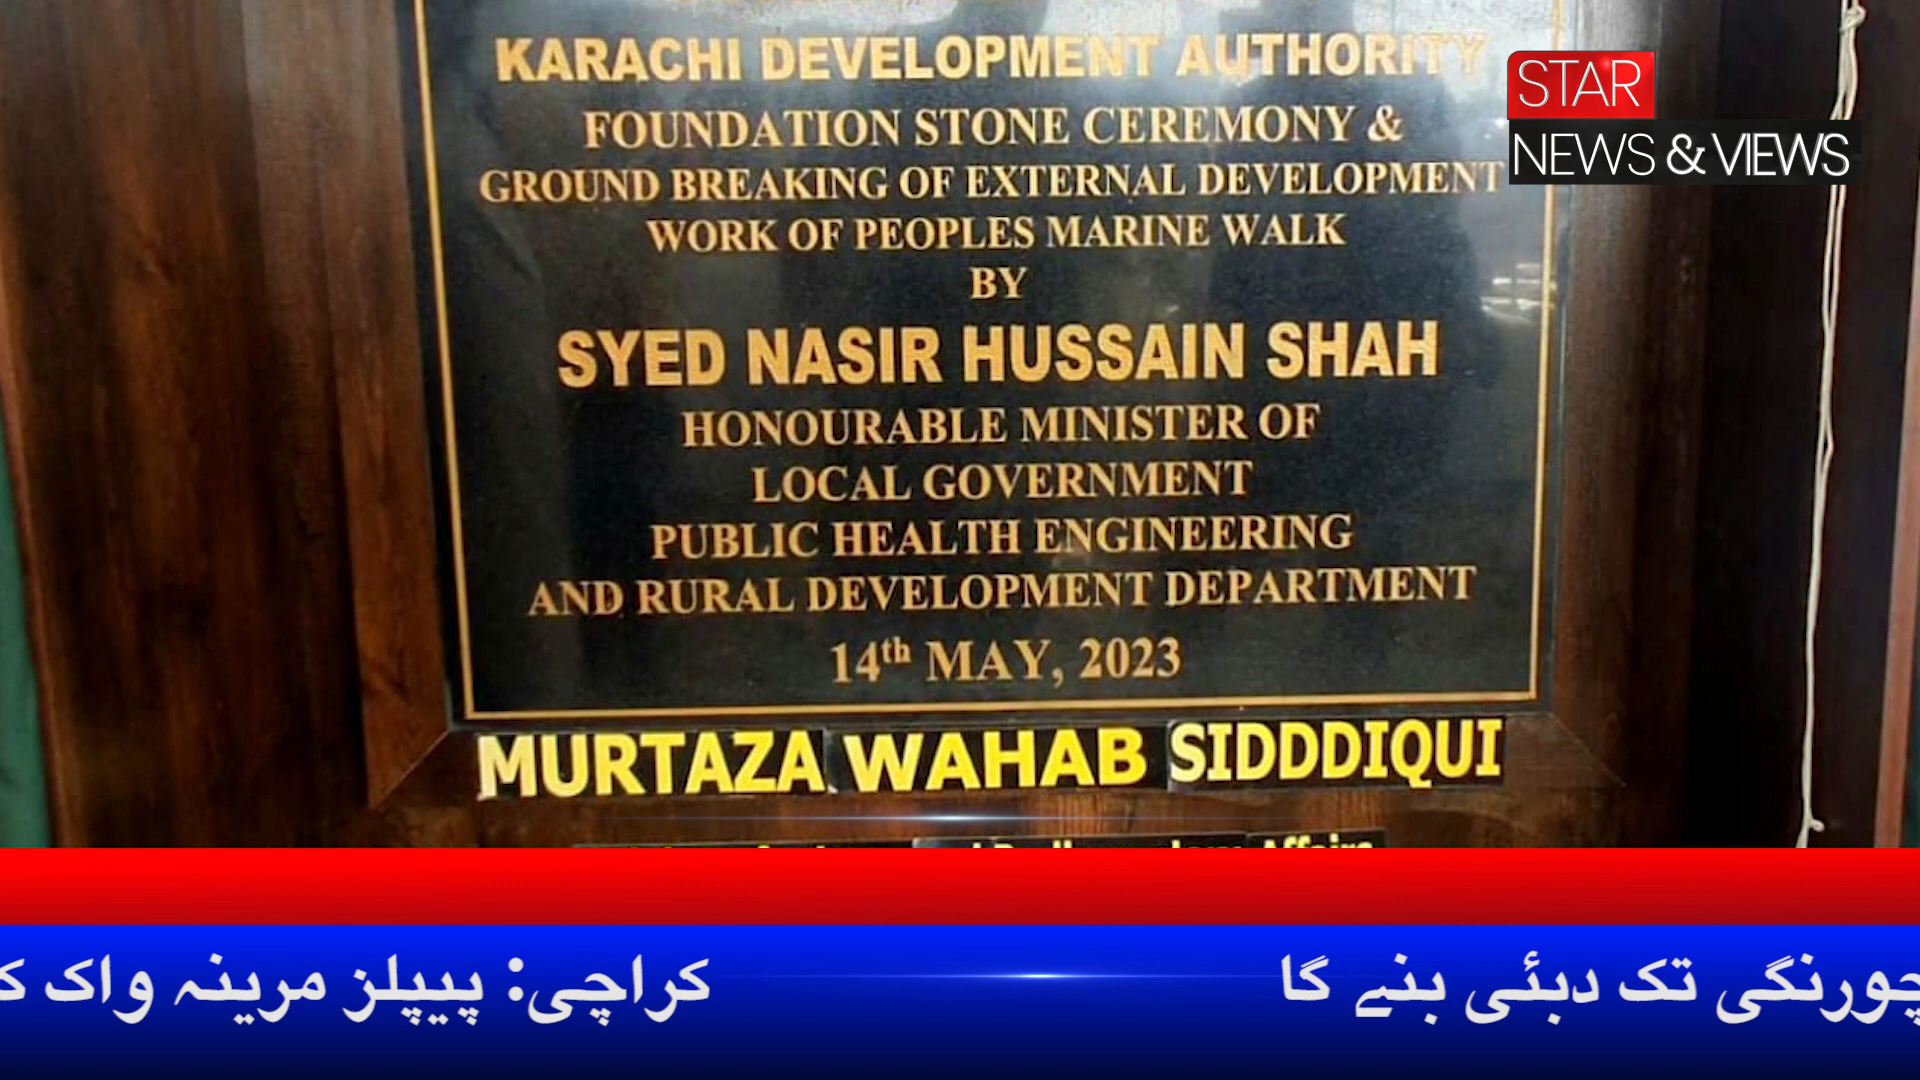 KARACHI DEVELOPMENT AUTHORITY
FOUNDATION STONE CEREMONY &
GROUND BREAKING OF EXTERNAL DEVELOPMENT
WORK OF PEOPLES MARINE WALK
BY
SYED NASIR HUSSAIN SHAH
HONOURABLE MINISTER OF
LOCAL GOVERNMENT
PUBLIC HEALTH ENGINEERING
AND RURAL DEVELOPMENT DEPARTMENT
14th MAY, 2023
MURTAZA WAHAB SIDDDIQUI
Affairs
STAR
NEWS & VIEWS
چورنگی تک دبئی بنے گا
کراچی: پیپلز مرینہ واک